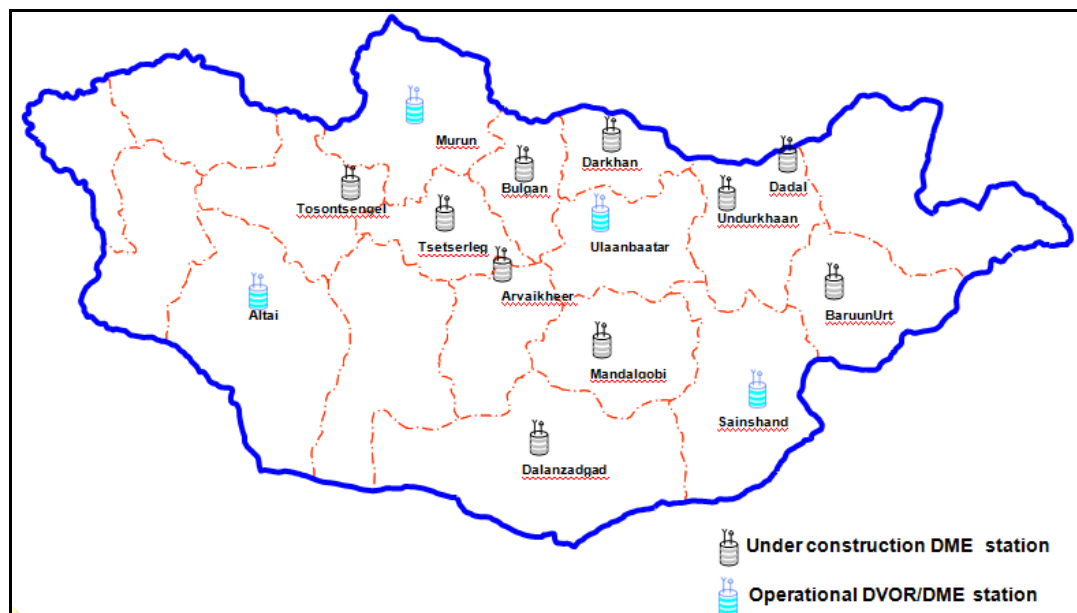 Murun
Darkhan
Bulgan
Dadal
Tosontsengel
Undurkhaan
Tsetserleg
Ulaanbaatar
Arvaikheer
Altai
BaruunUrt
Mandalgobi
Sainshand
Dalanzadgad
Under construction DME station
Operational DVOR/DME station